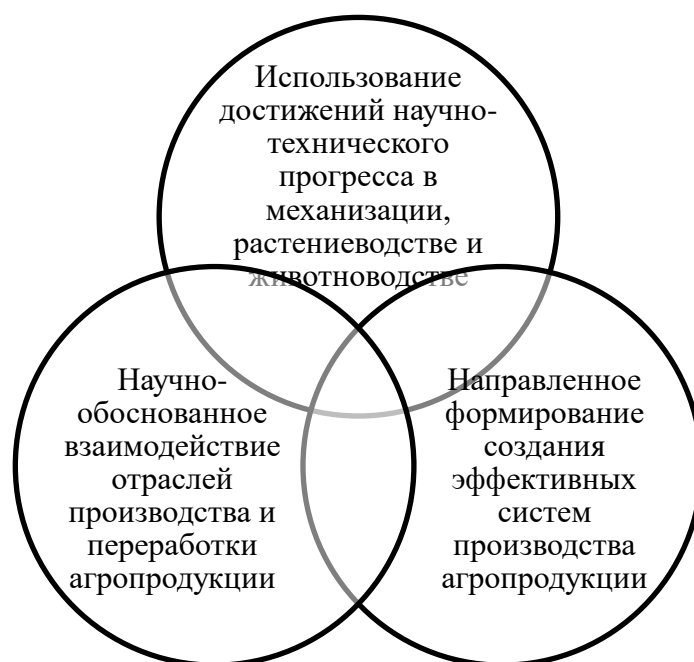 Использование
достижений научно-
технического
прогресса в
механизации,
растениеводстве и
животноводстве
Научно-
обоснованное
взаимодействие
отраслей
производства и
переработки
агропродукции
Направленное
формирование
создания
эффективных
систем
производства
агропродукции